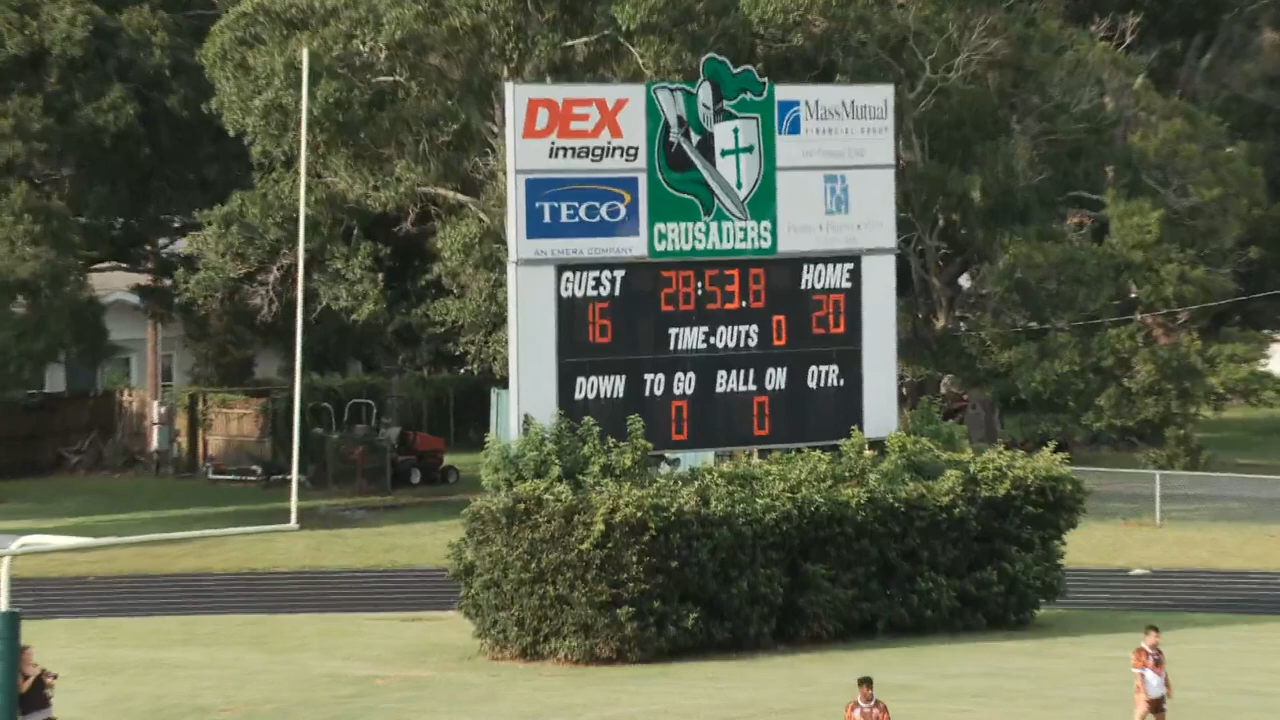 DEX
imaging
TECO
AN EMERA COMPANY
CRUSADERS
MassMutual
FINANCIAL GROUP
GUEST 28:53.8 HOME
16 20
TIME-OUTS 0
DOWN TO GO BALL ON QTR.
0 0